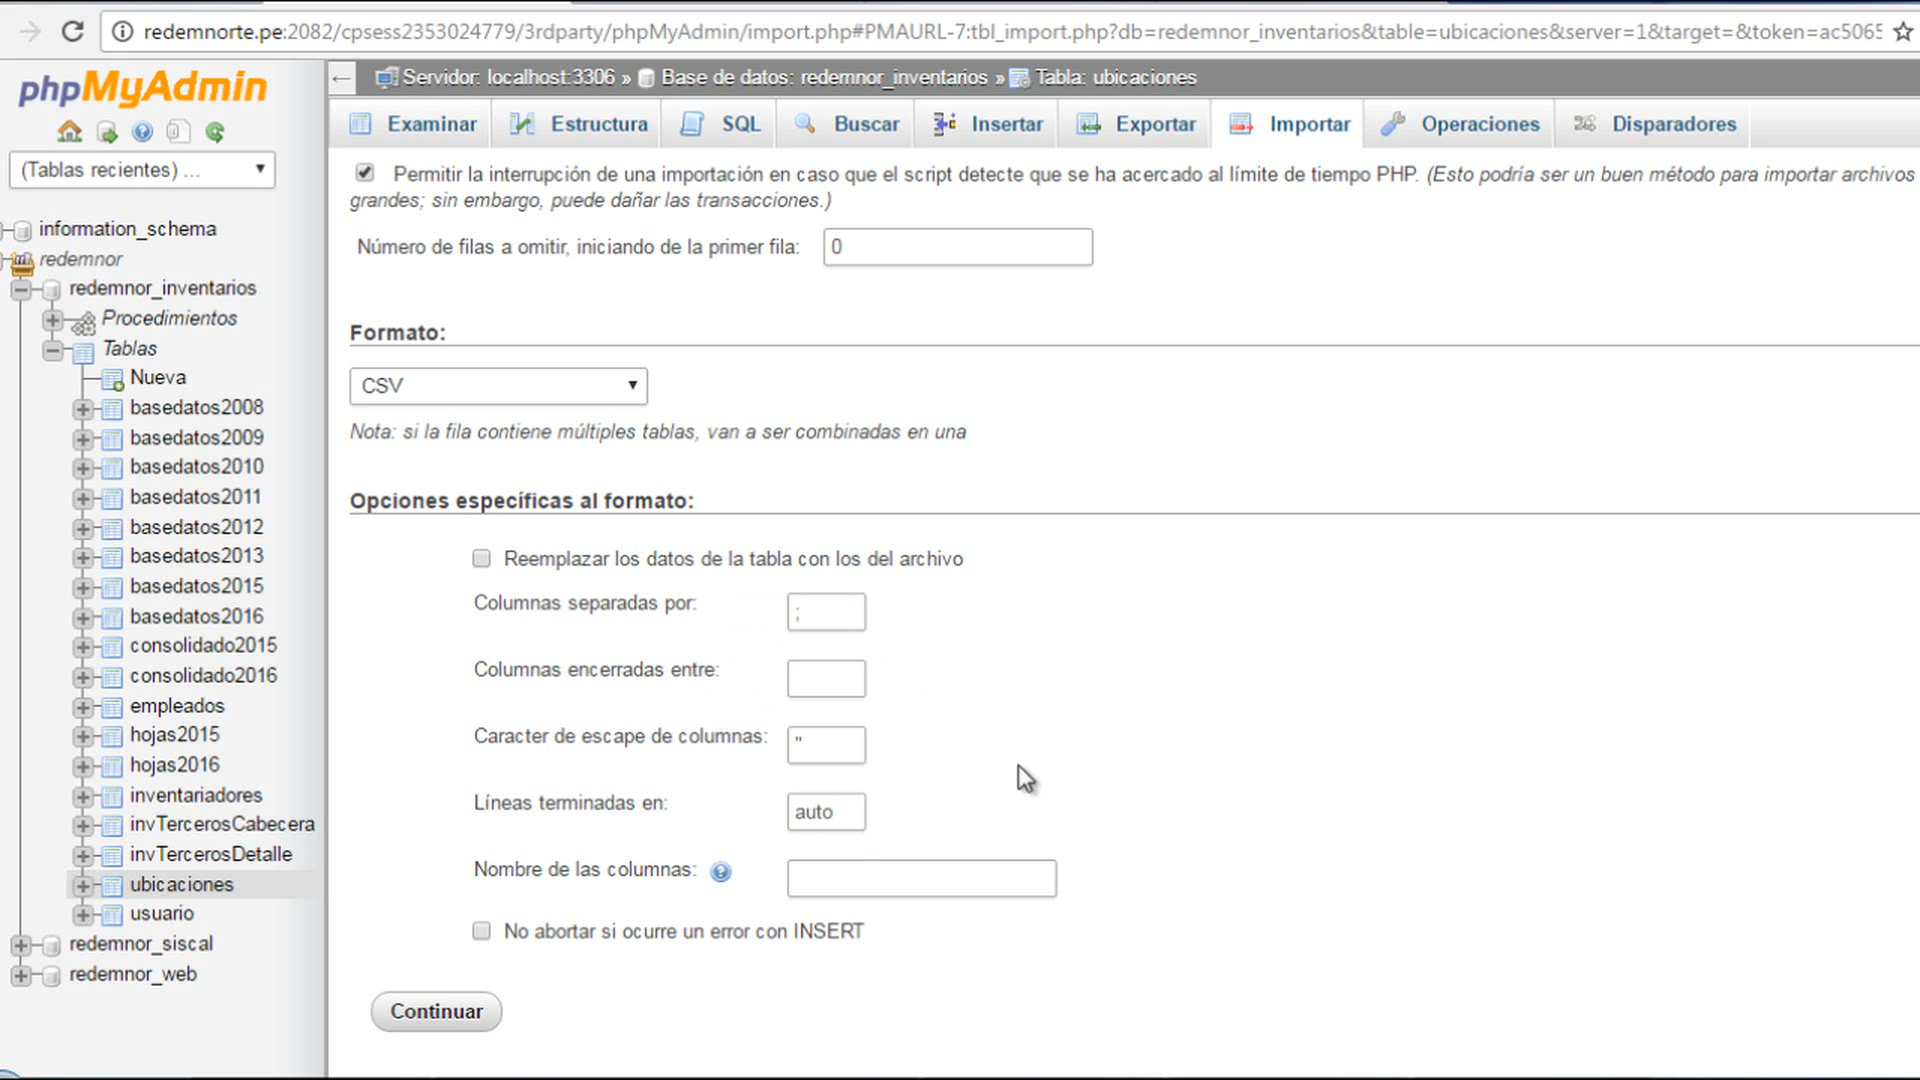 redemnorte.pe:2082/cpsess2353024779/3rdparty/phpMyAdmin/import.php#PMAURL-7:tbl_import.php?db=redemnor_inventarios&table=ubicaciones&server=1&target=&token=ac5065
phpMyAdmin
(Tablas recientes) ...
information_schema
redemnor
redemnor_inventarios
Procedimientos
Tablas
Nueva
basedatos2008
basedatos2009
basedatos2010
basedatos2011
basedatos2012
basedatos2013
basedatos2015
basedatos2016
consolidado2015
consolidado2016
empleados
hojas2015
hojas2016
inventariadores
invTercerosCabecera
invTercerosDetalle
ubicaciones
usuario
redemnor_siscal
redemnor_web
Servidor: localhost:3306 » Base de datos: redemnor_inventarios » Tabla: ubicaciones
Examinar Estructura SQL Buscar Insertar Exportar Importar Operaciones Disparadores
Permitir la interrupción de una importación en caso que el script detecte que se ha acercado al límite de tiempo PHP. (Esto podría ser un buen método para importar archivos
grandes; sin embargo, puede dañar las transacciones.)
Número de filas a omitir, iniciando de la primer fila: 0
Formato:
CSV
Nota: si la fila contiene múltiples tablas, van a ser combinadas en una
Opciones específicas al formato:
Reemplazar los datos de la tabla con los del archivo
Columnas separadas por: ;
Columnas encerradas entre:
Caracter de escape de columnas: "
Líneas terminadas en: auto
Nombre de las columnas:
No abortar si ocurre un error con INSERT
Continuar